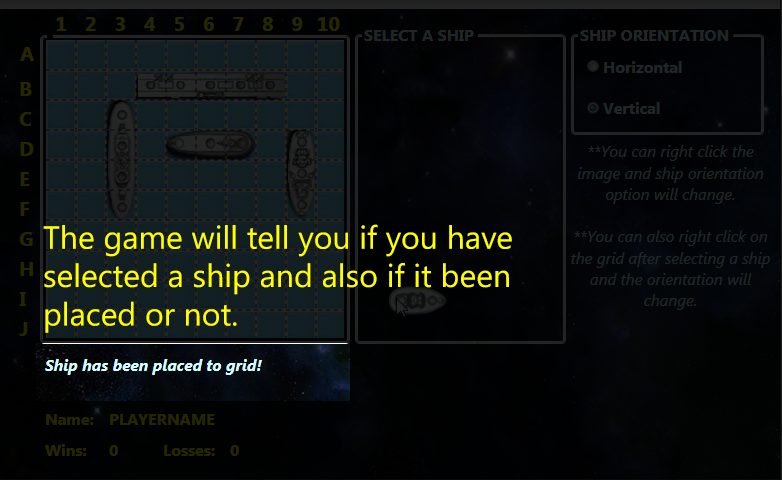 1 2 3 4 5 6 7 8 9 10
SELECT A SHIP
SHIP ORIENTATION
A
B
C
D
E
F
G
H
I
J
Horizontal
Vertical
**You can right click the
image and ship orientation
option will change.
**You can also right click on
the grid after selecting a ship
and the orientation will
change.
The game will tell you if you have
selected a ship and also if it been
placed or not.
Ship has been placed to grid!
Name: PLAYERNAME
Wins: 0 Losses: 0